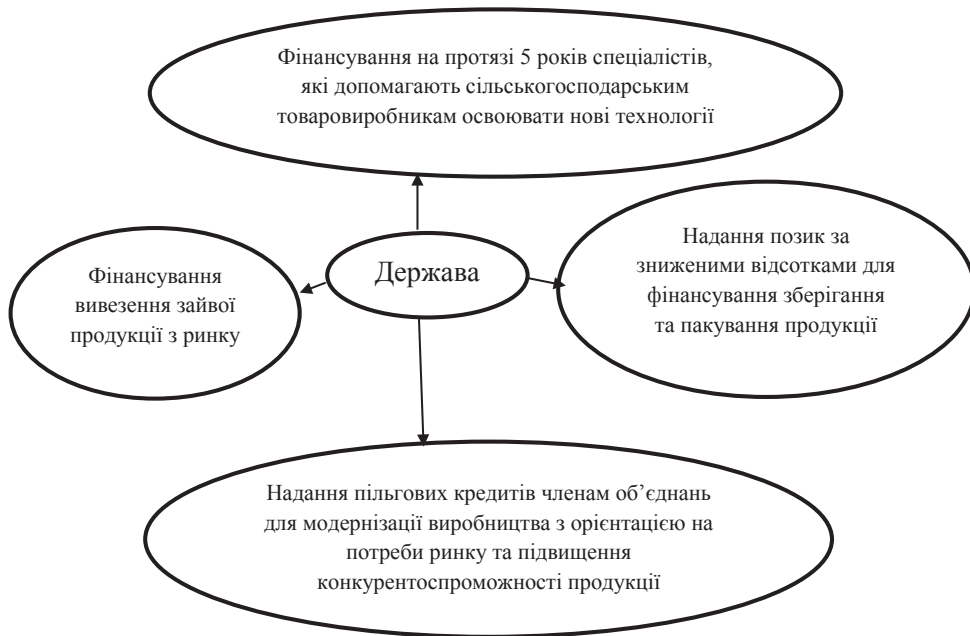 Фінансування на протязі 5 років спеціалістів,
які допомагають сільськогосподарським
товаровиробникам освоювати нові технології
Держава
Фінансування
вивезення зайвої
продукції з ринку
Надання позик за
зниженими відсотками для
фінансування зберігання
та пакування продукції
Надання пільгових кредитів членам об’єднань
для модернізації виробництва з орієнтацією на
потреби ринку та підвищення
конкурентоспроможності продукції